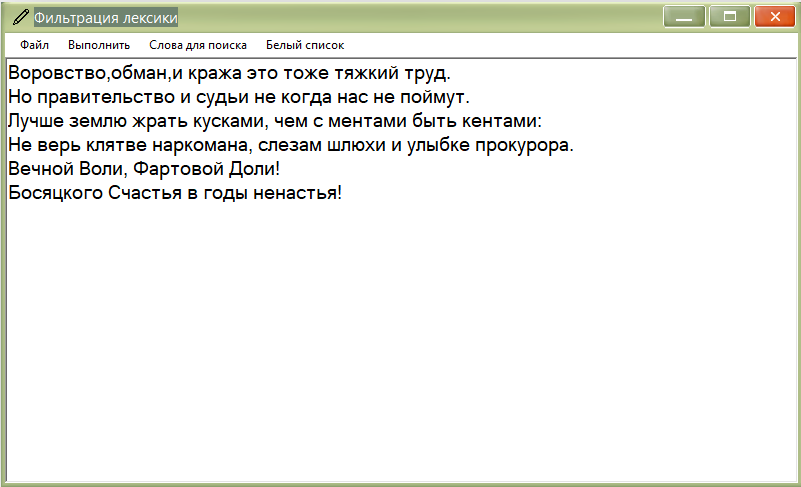 Фильтрация лексики
Файл Выполнить Слова для поиска Белый список
Воровство,обман,и кража это тоже тяжкий труд.
Но правительство и судьи не когда нас не поймут.
Лучше землю жрать кусками, чем с ментами быть кентами:
Не верь клятве наркомана, слезам шлюхи и улыбке прокурора.
Вечной Воли, Фартовой Доли!
Босяцкого Счастья в годы ненастья!